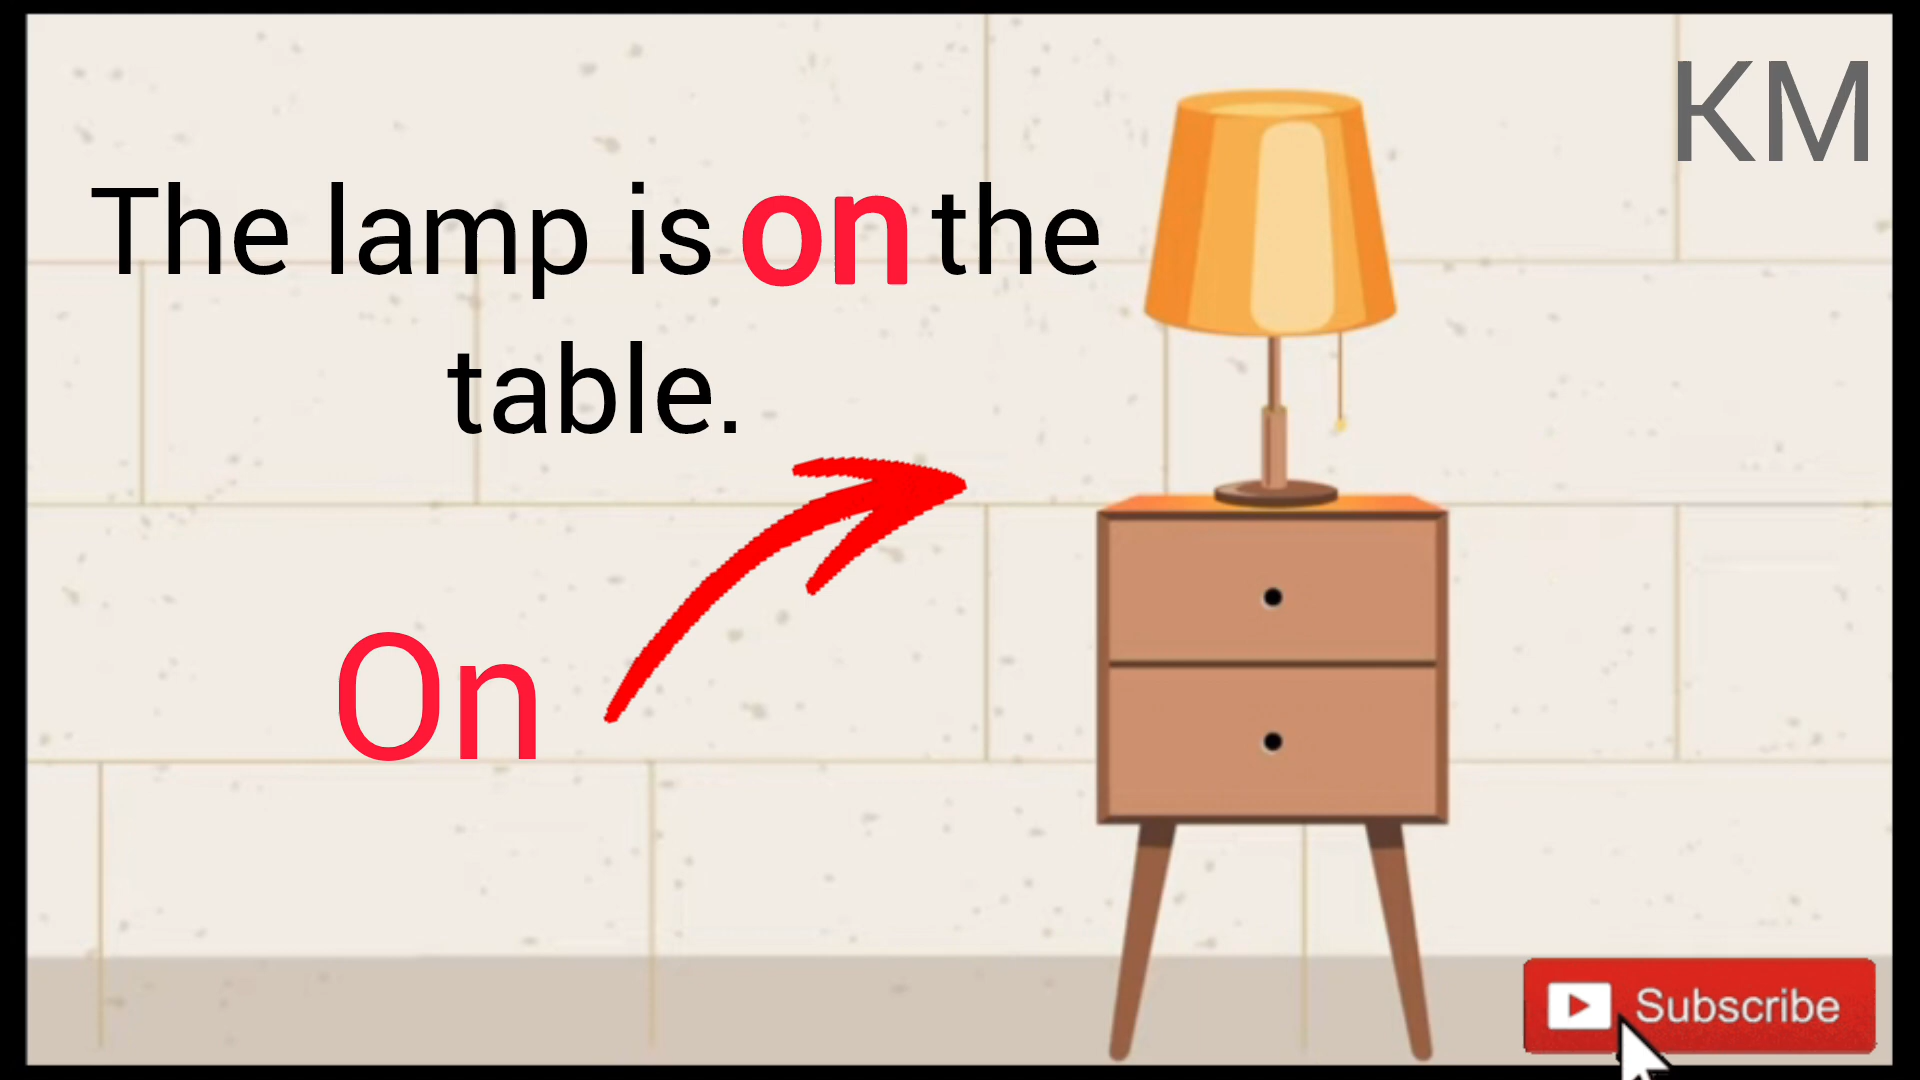 KM
The lamp is on the
table.
On
Subscribe